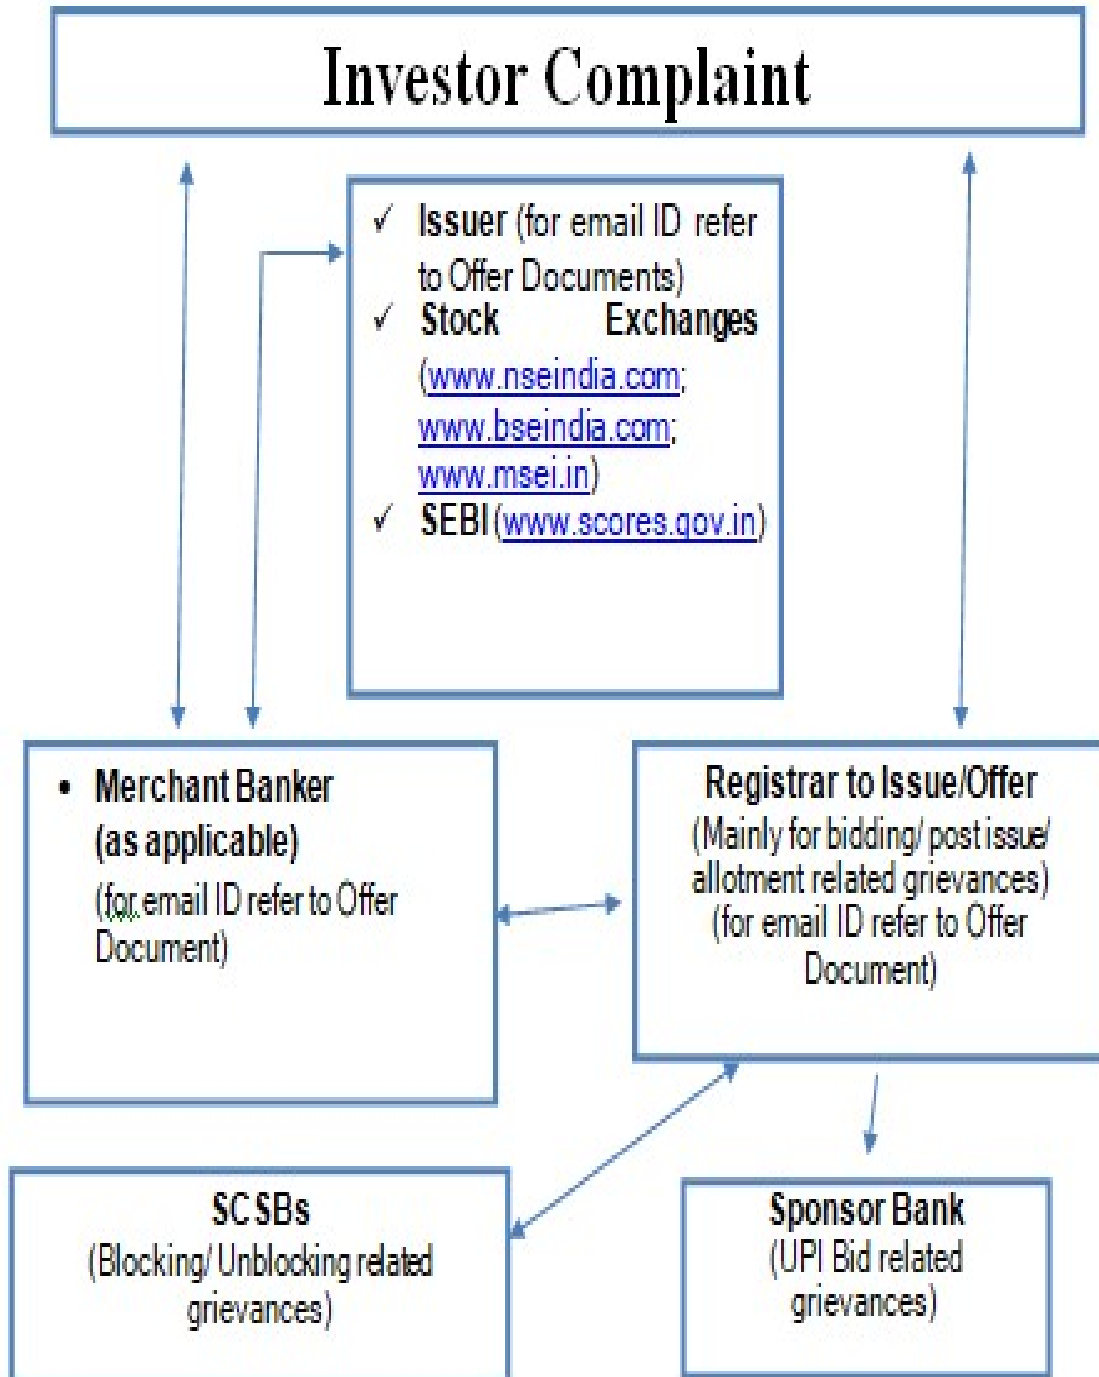 Investor Complaint
✓ Issuer (for email ID refer
to Offer Documents)
✓ Stock Exchanges
(www.nseindia.com;
www.bseindia.com;
www.msei.in)
✓ SEBI (www.scores.gov.in)
• Merchant Banker
(as applicable)
(for email ID refer to Offer
Document)
Registrar to Issue/Offer
(Mainly for bidding/ post issue/
allotment related grievances)
(for email ID refer to Offer
Document)
SCSBs
(Blocking/ Unblocking related
grievances)
Sponsor Bank
(UPI Bid related
grievances)